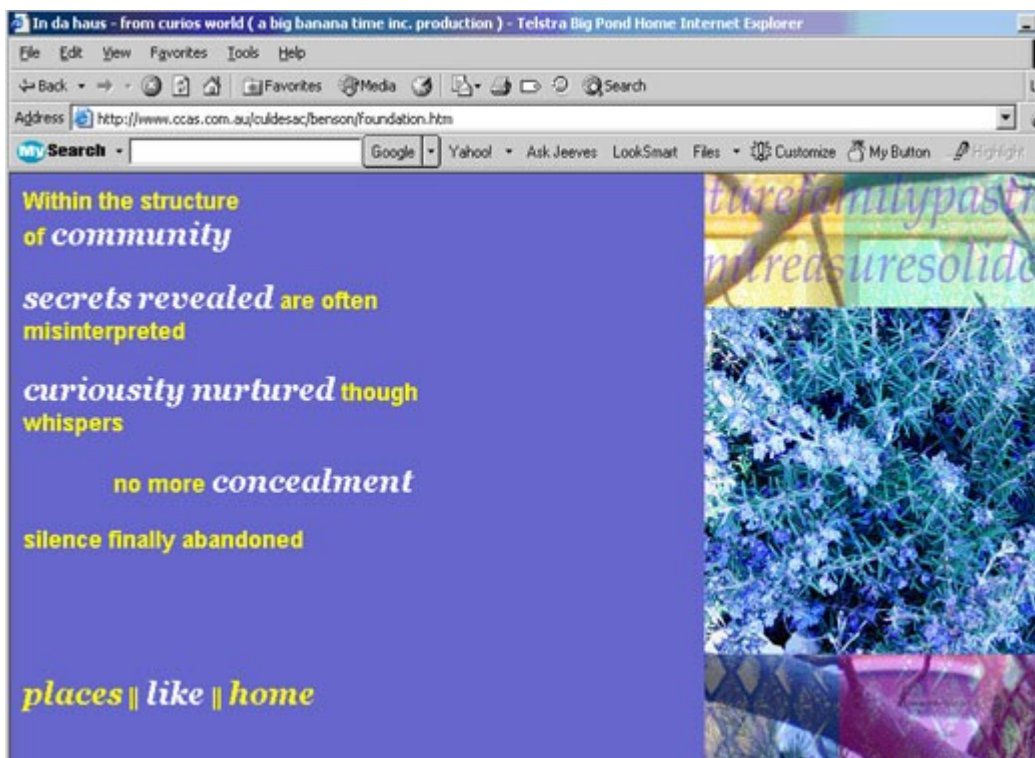 In da haus - from curios world ( a big banana time inc. production ) - Telstra Big Pond Home Internet Explorer
File Edit View Favorites Tools Help
Back Favorites Media Search
Address http://www.ccas.com.au/culdesac/benson/foundation.htm
My Search Google Yahoo! Ask Jeeves LookSmart Files Customize My Button Highlight
Within the structure
of community
secrets revealed are often
misinterpreted
curiousity nurtured though
whispers
no more concealment
silence finally abandoned
places || like || home
turefamilypastr
treasuresolide